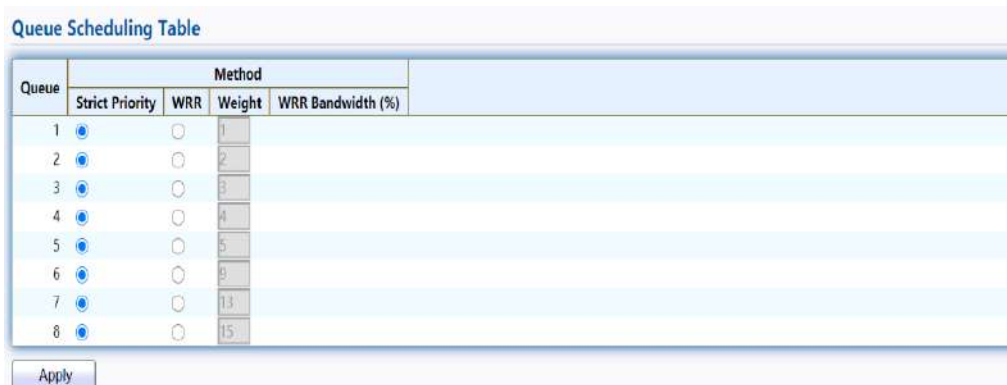 Queue Scheduling Table
Queue Method
Strict Priority WRR Weight WRR Bandwidth (%)
1 1
2 2
3 3
4 4
5 5
6 9
7 13
8 15
Apply